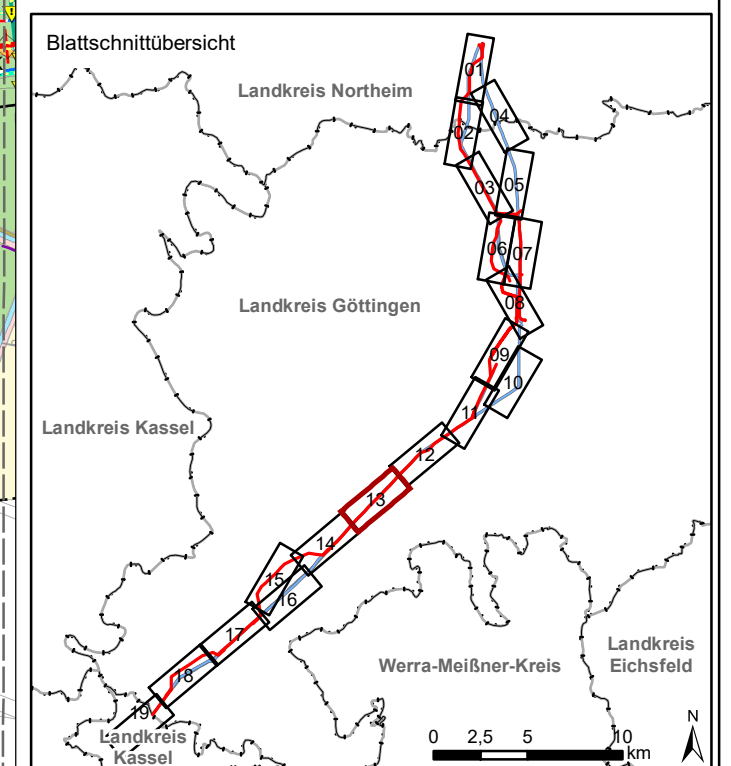 Blattschnittübersicht
01
Landkreis Northeim
04
02
03
05
06
07
Landkreis Göttingen
08
09
10
Landkreis Kassel
11
12
13
14
15
16
17
Landkreis
Eichsfeld
Werra-Meißner-Kreis
18
19
Landkreis
Kassel
N
0 2,5 5 10
km